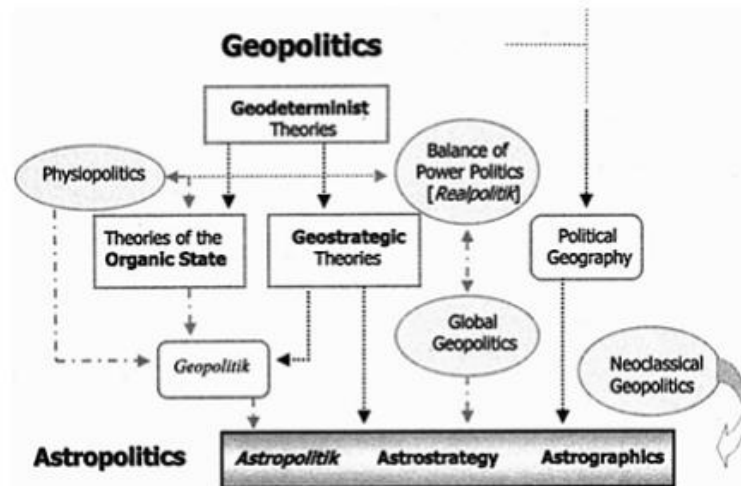 Geopolitics
Geodeterminist
Theories
Physiopolitics
Balance of
Power Politics
[Realpolitik]
Theories of the
Organic State
Geostrategic
Theories
Political
Geography
Global
Geopolitics
Geopolitik
Neoclassical
Geopolitics
Astropolitics
Astropolitik Astrostrategy Astrographics